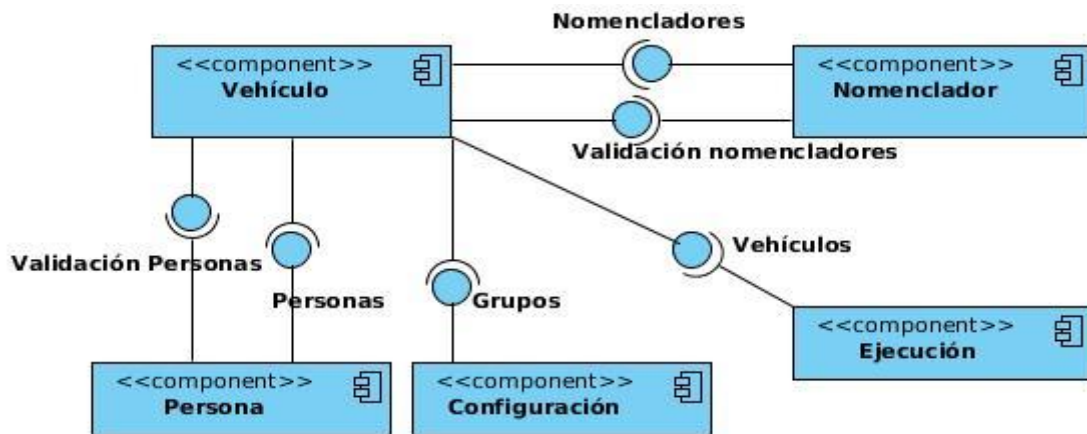 Nomencladores
<<component>>
Vehículo
<<component>>
Nomenclador
Validación nomencladores
Validación Personas
Personas
Grupos
Vehículos
<<component>>
Ejecución
<<component>>
Persona
<<component>>
Configuración